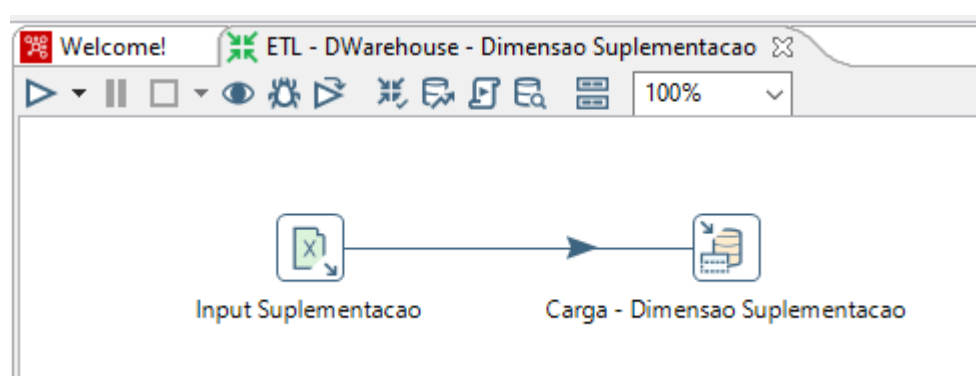 Welcome!
ETL - DWarehouse - Dimensao Suplementacao
100%
Input Suplementacao
Carga - Dimensao Suplementacao